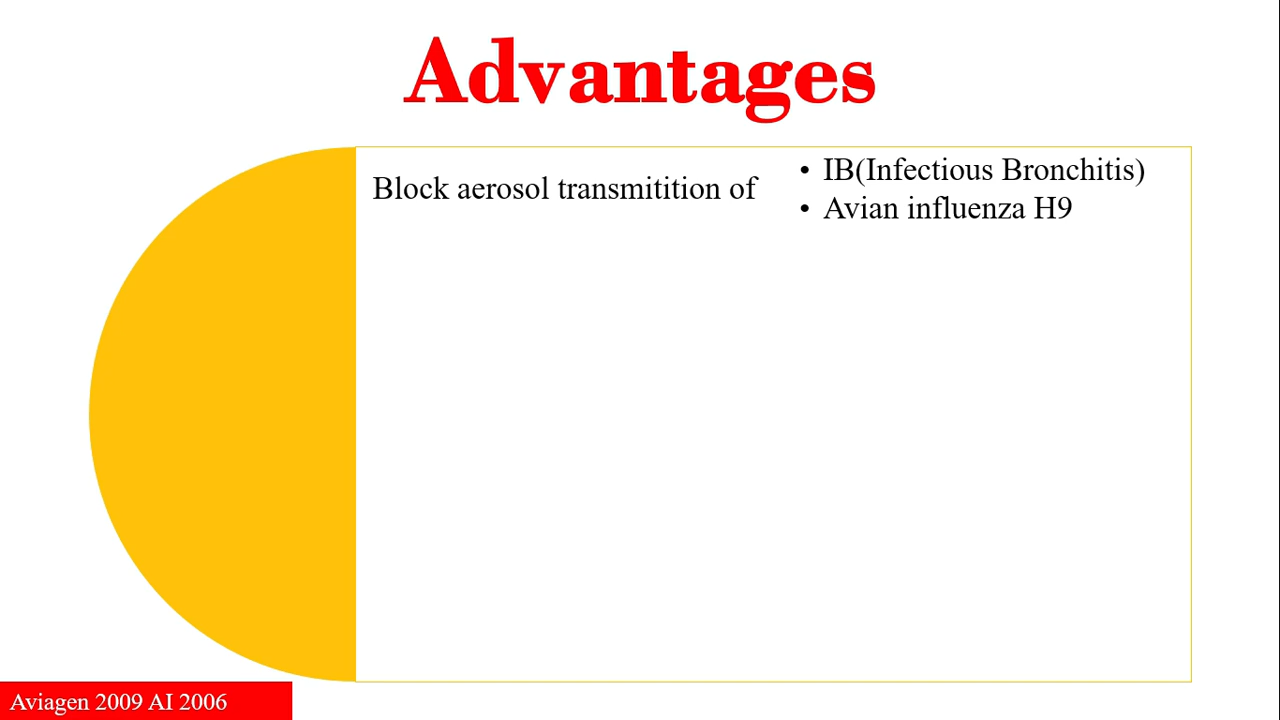 Advantages
Block aerosol transmitition of
• IB(Infectious Bronchitis)
• Avian influenza H9
Aviagen 2009 AI 2006